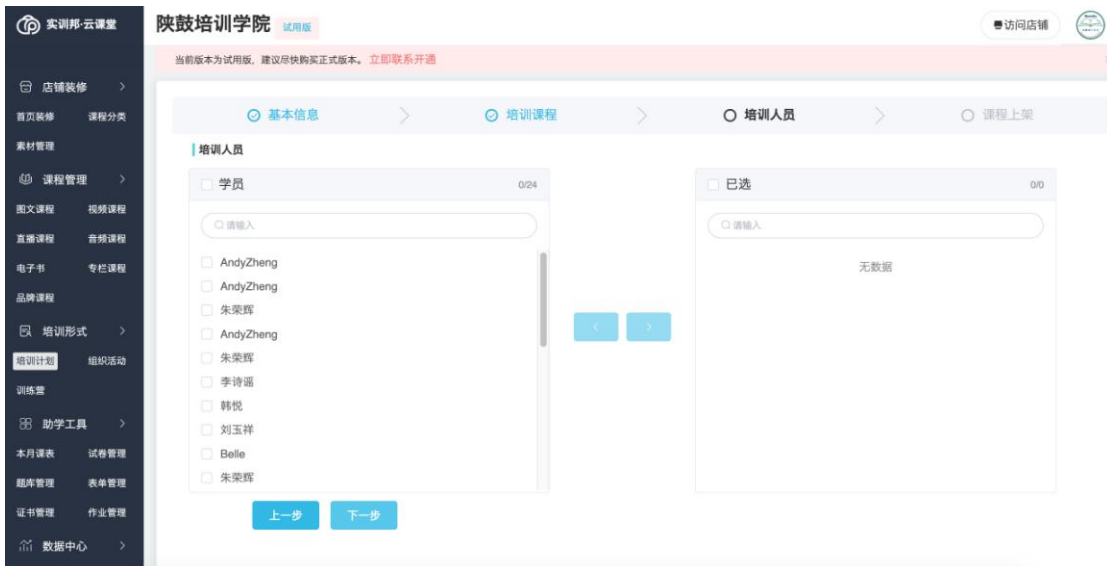 实训邦·云课堂
陕鼓培训学院 试用版
访问店铺
当前版本为试用版，建议尽快购买正式版本。立即联系开通
店铺装修
首页装修 课程分类
素材管理
课程管理
图文课程 视频课程
直播课程 音频课程
电子书 专栏课程
品牌课程
培训形式
培训计划 组织活动
训练营
助学工具
本月课表 试卷管理
题库管理 表单管理
证书管理 作业管理
数据中心
基本信息 培训课程 培训人员 课程上架
培训人员
学员 0/24
请输入
AndyZheng
AndyZheng
朱荣辉
AndyZheng
朱荣辉
李诗谣
韩悦
刘玉祥
Belle
朱荣辉
已选 0/0
请输入
无数据
上一步 下一步